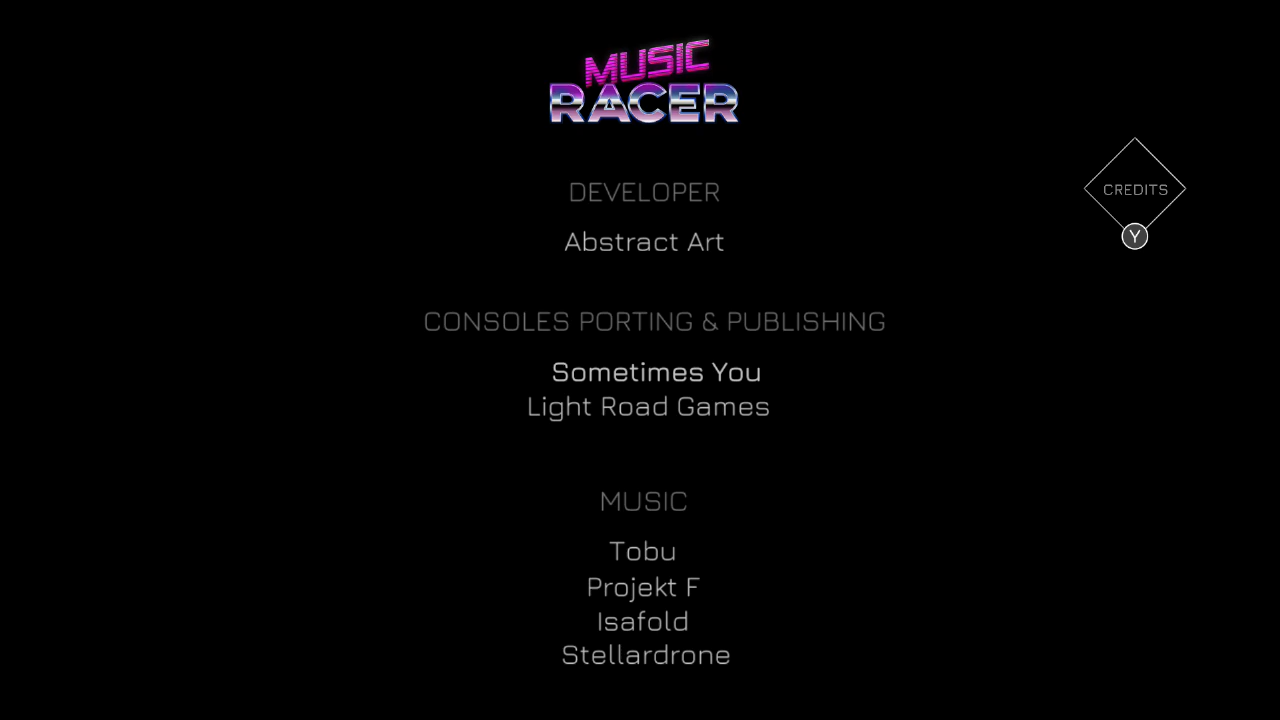 MUSIC
RACER
DEVELOPER
Abstract Art
CREDITS
Y
CONSOLES PORTING & PUBLISHING
Sometimes You
Light Road Games
MUSIC
Tobu
Projekt F
Isafold
Stellardrone